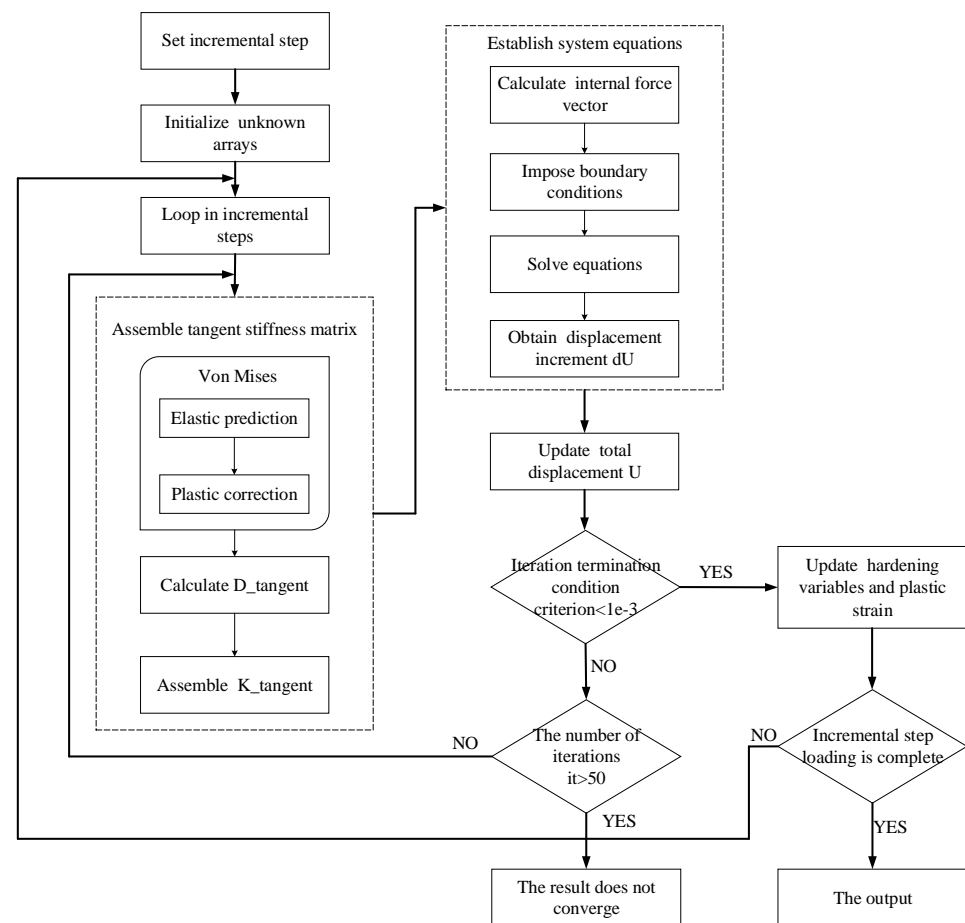 Set incremental step
Initialize unknown
arrays
Loop in incremental
steps
Assemble tangent stiffness matrix
Von Mises
Elastic prediction
Plastic correction
Calculate D_tangent
Assemble K_tangent
Establish system equations
Calculate internal force
vector
Impose boundary
conditions
Solve equations
Obtain displacement
increment dU
Update total
displacement U
Iteration termination
condition
criterion<1e-3
YES
NO
Update hardening
variables and plastic
strain
The number of
iterations
it>50
NO
YES
Incremental step
loading is complete
NO
YES
The result does not
converge
The output